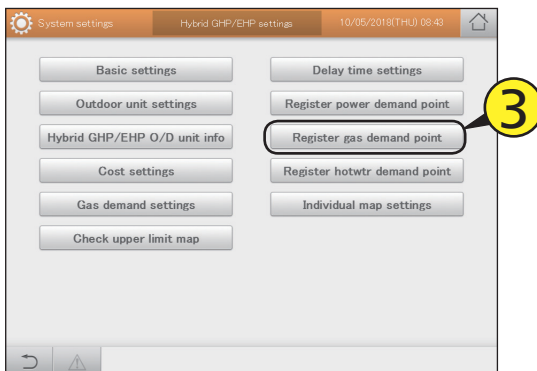 System settings
Hybrid GHP/EHP settings
10/05/2018(THU) 08:43
Basic settings
Delay time settings
Outdoor unit settings
Register power demand point
Hybrid GHP/EHP O/D unit info
Register gas demand point
3
Cost settings
Register hotwtr demand point
Gas demand settings
Individual map settings
Check upper limit map